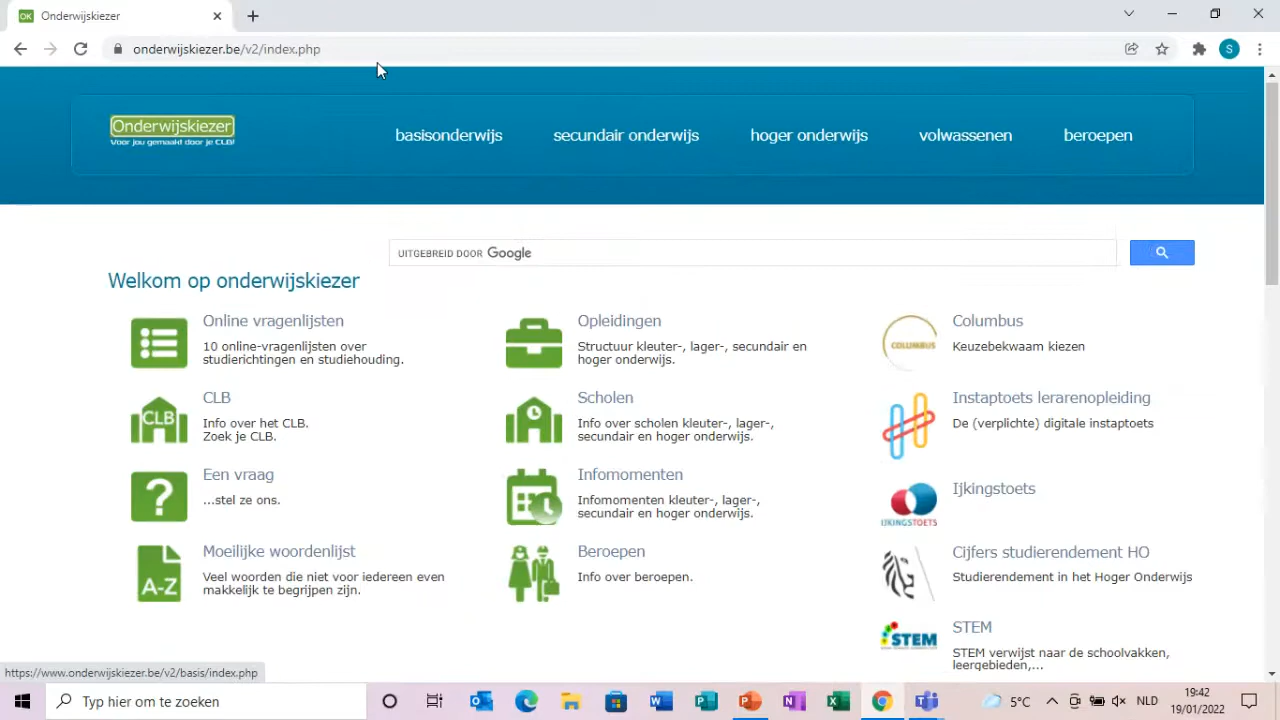 Onderwijskiezer
onderwijskiezer.be/v2/index.php
S
Onderwijskiezer
Voor jou gemaakt door je CLB!
basisonderwijs
secundair onderwijs
hoger onderwijs
volwassenen
beroepen
UITGEBREID DOOR Google
Welkom op onderwijskiezer
Online vragenlijsten
10 online-vragenlijsten over
studierichtingen en studiehouding.
CLB
CLB
Info over het CLB.
Zoek je CLB.
?
Een vraag
...stel ze ons.
A-Z
Moeilijke woordenlijst
Veel woorden die niet voor iedereen even
makkelijk te begrijpen zijn.
Opleidingen
Structuur kleuter-, lager-, secundair en
hoger onderwijs.
Scholen
Info over scholen kleuter-, lager-,
secundair en hoger onderwijs.
Infomomenten
Infomomenten kleuter-, lager-,
secundair en hoger onderwijs.
Beroepen
Info over beroepen.
COLUMBUS
Columbus
Keuzebekwaam kiezen
Instaptoets lerarenopleiding
De (verplichte) digitale instaptoets
IJKINGSTOETS
Ijkingstoets
Cijfers studierendement HO
Studierendement in het Hoger Onderwijs
STEM
STEM
STEM verwijst naar de schoolvakken,
leergebieden,...
https://www.onderwijskiezer.be/v2/basis/index.php
Typ hier om te zoeken
5°C
NLD
19:42
19/01/2022